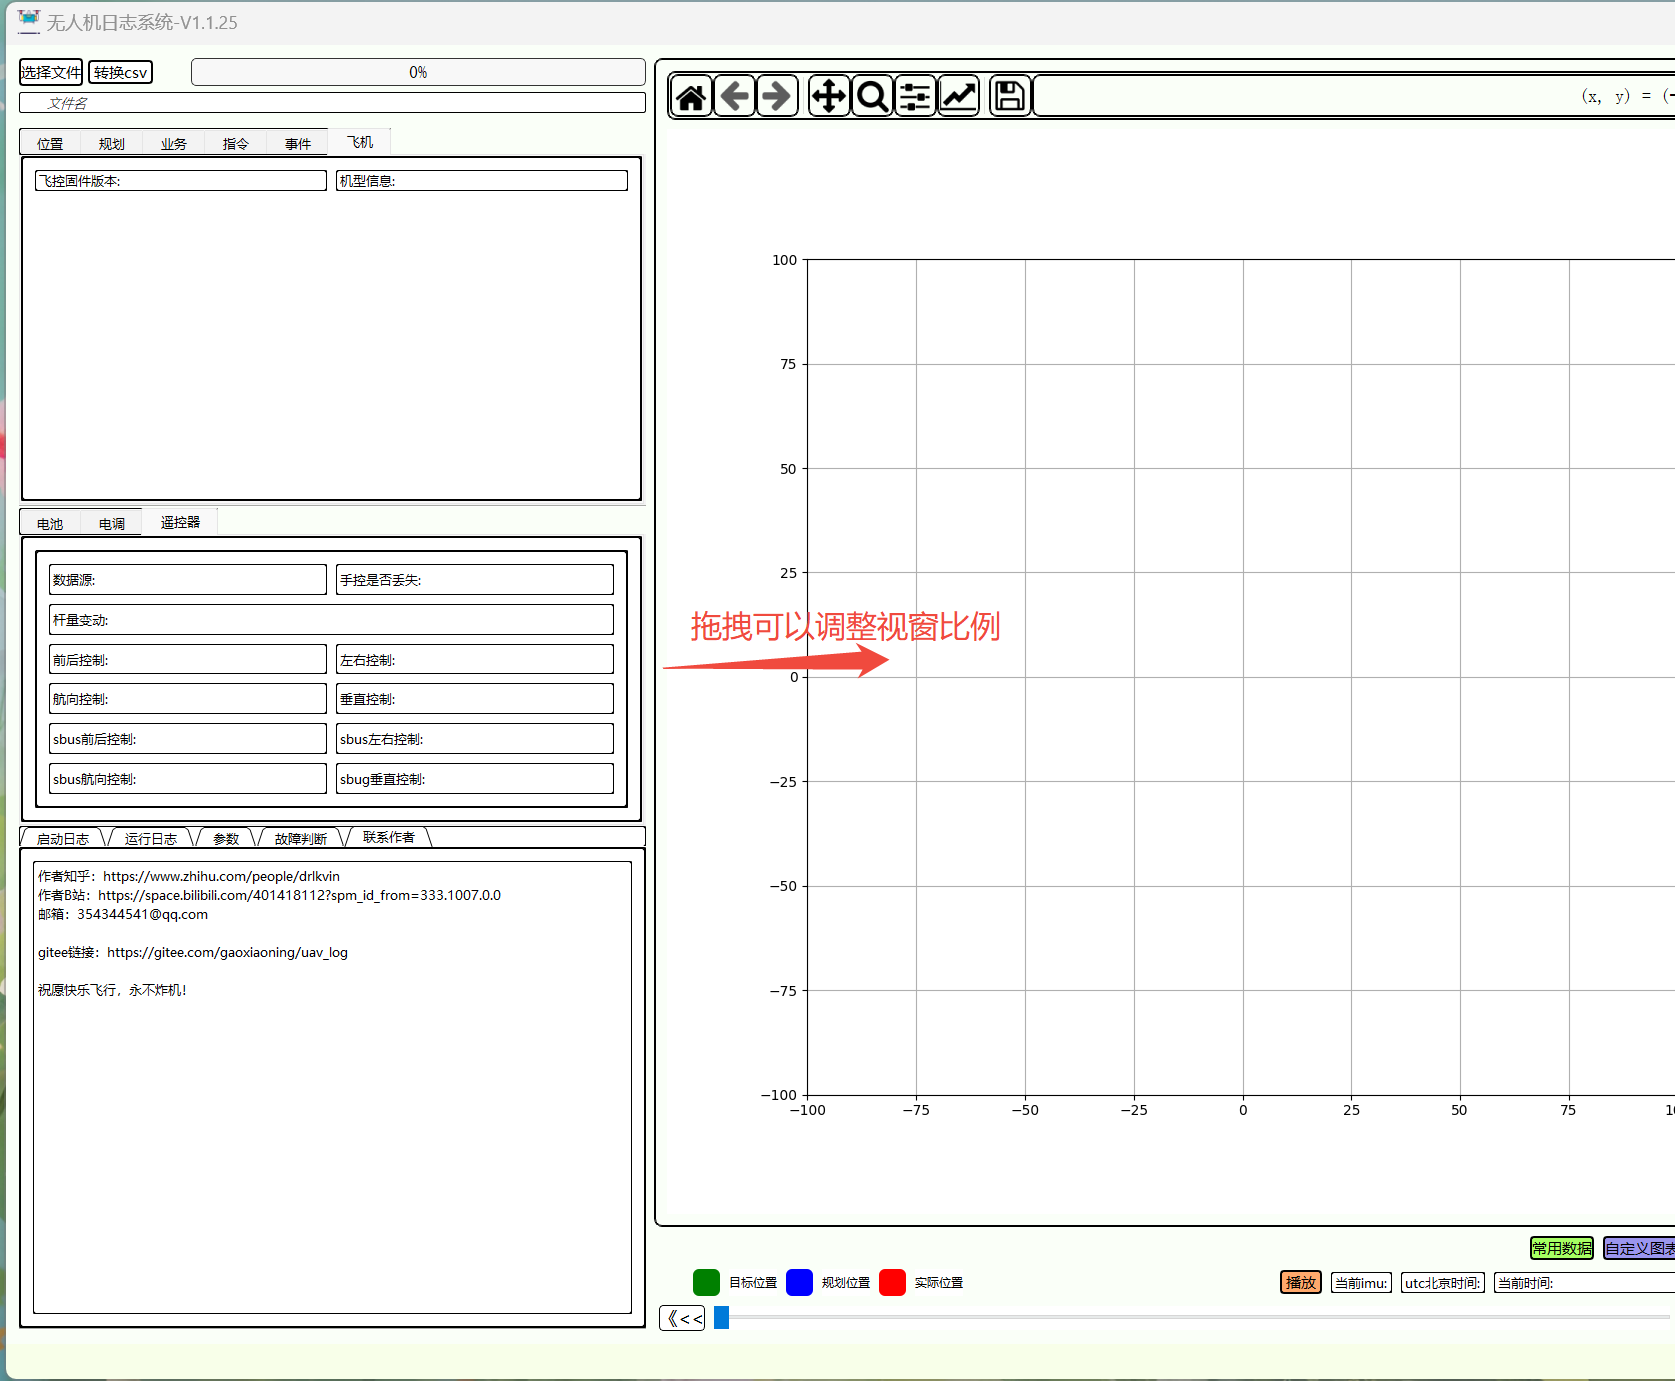 无人机日志系统-V1.1.25
选择文件 转换csv 0%
文件名
位置 规划 业务 指令 事件 飞机
飞控固件版本: 机型信息:
电池 电调 遥控器
数据源: 手控是否丢失:
杆量变动:
前后控制: 左右控制:
航向控制: 垂直控制:
sbus前后控制: sbus左右控制:
sbus航向控制: sbug垂直控制:
启动日志 运行日志 参数 故障判断 联系作者
作者知乎：https://www.zhihu.com/people/drlkvin
作者B站：https://space.bilibili.com/401418112?spm_id_from=333.1007.0.0
邮箱：354344541@qq.com
gitee链接：https://gitee.com/gaoxiaoning/uav_log
祝愿快乐飞行，永不炸机！
(x, y) = (
100
75
50
25
0
−25
−50
−75
−100
−100 −75 −50 −25 0 25 50 75
拖拽可以调整视窗比例
常用数据 自定义图表
目标位置 规划位置 实际位置 播放 当前imu: utc北京时间: 当前时间:
《<<